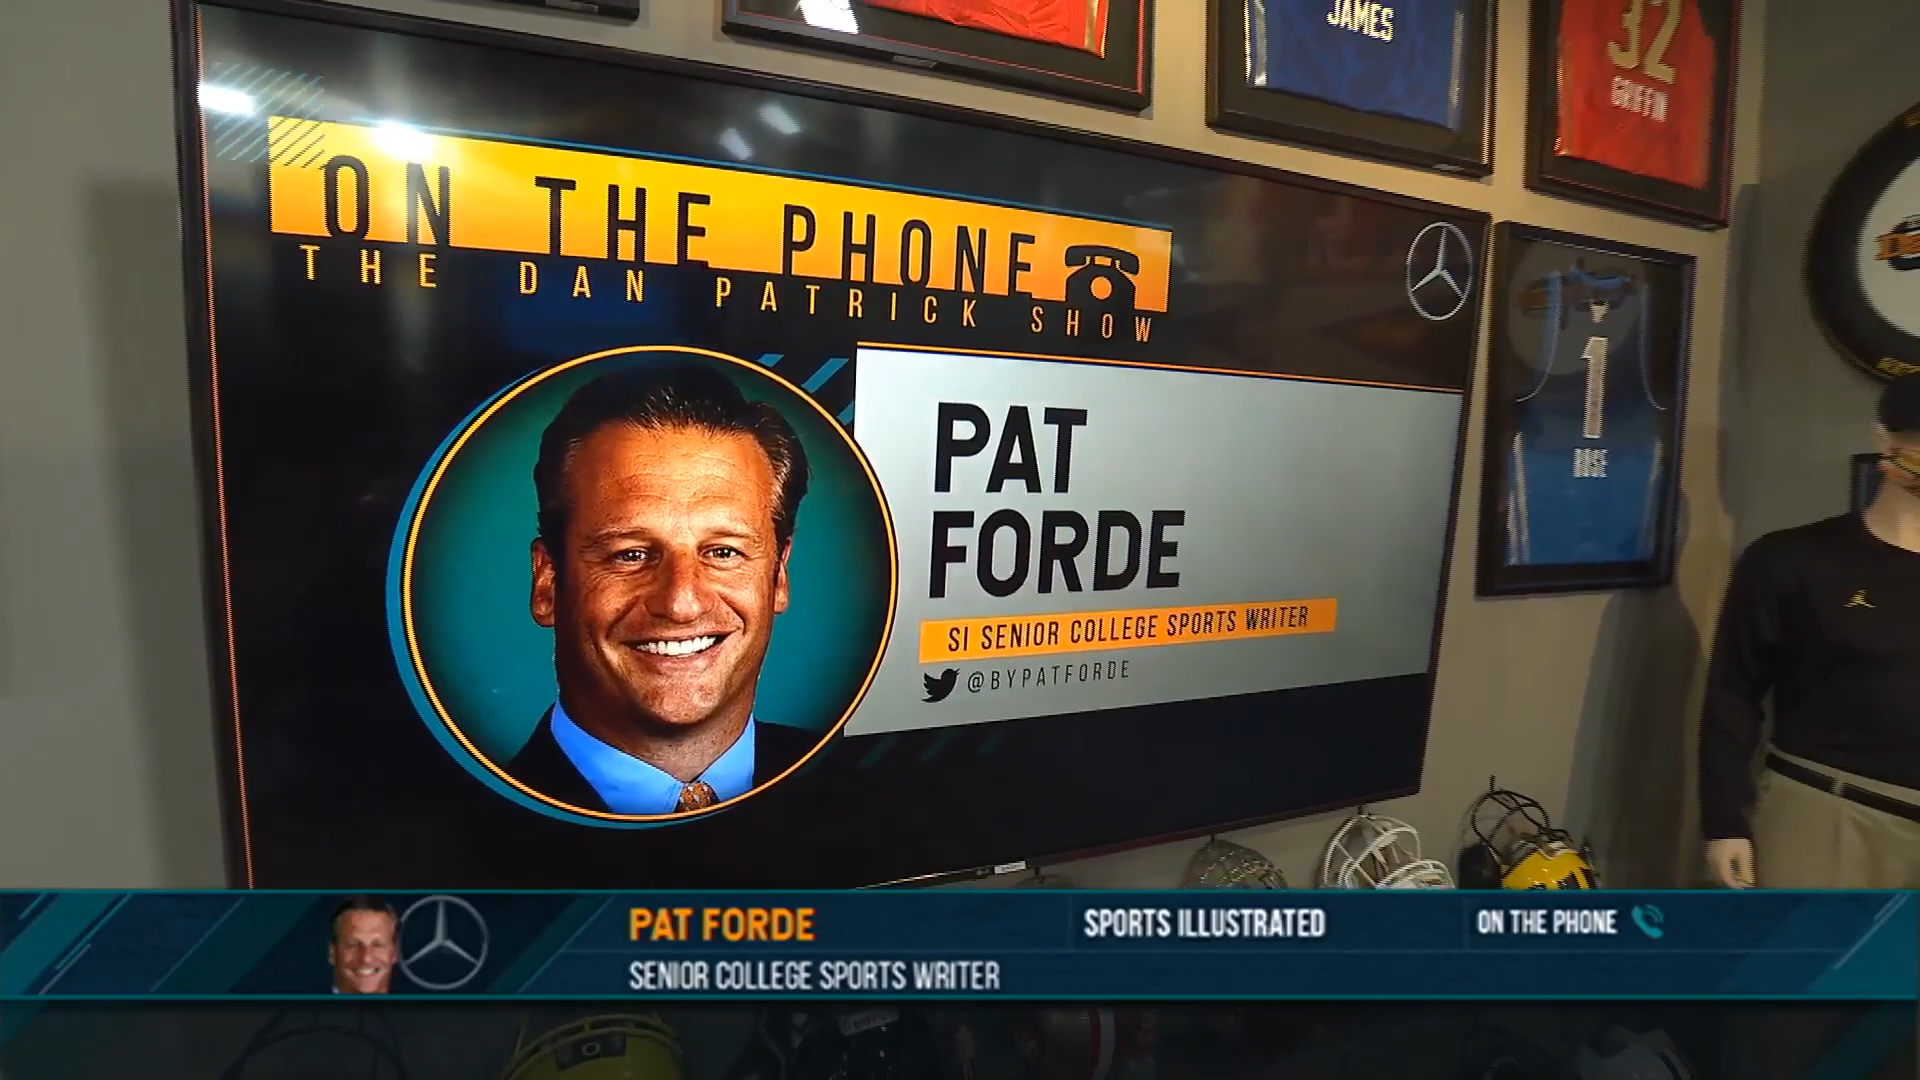 JAMES
32
GRIFFIN
ON THE PHONE
THE DAN PATRICK SHOW
PAT
FORDE
SI SENIOR COLLEGE SPORTS WRITER
@BYPATFORDE
1
ROSE
PAT FORDE
SPORTS ILLUSTRATED
ON THE PHONE
SENIOR COLLEGE SPORTS WRITER